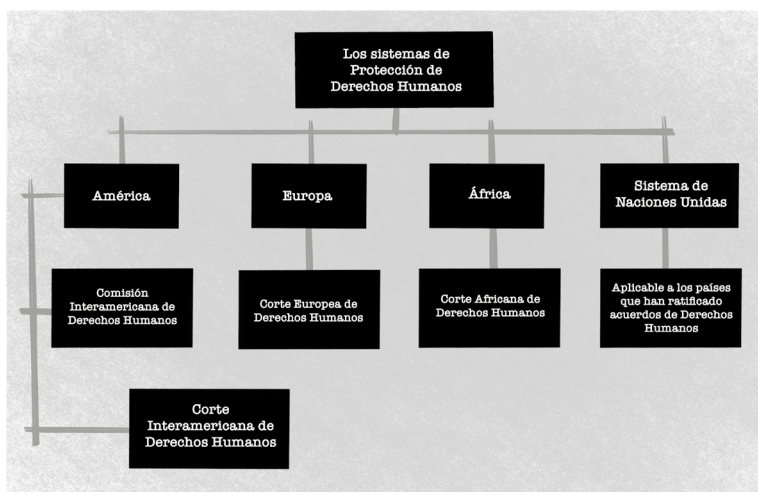 Los sistemas de
Protección de
Derechos Humanos
América
Europa
África
Sistema de
Naciones Unidas
Comisión
Interamericana de
Derechos Humanos
Corte Europea de
Derechos Humanos
Corte Africana de
Derechos Humanos
Aplicable a los países
que han ratificado
acuerdos de Derechos
Humanos
Corte
Interamericana de
Derechos Humanos